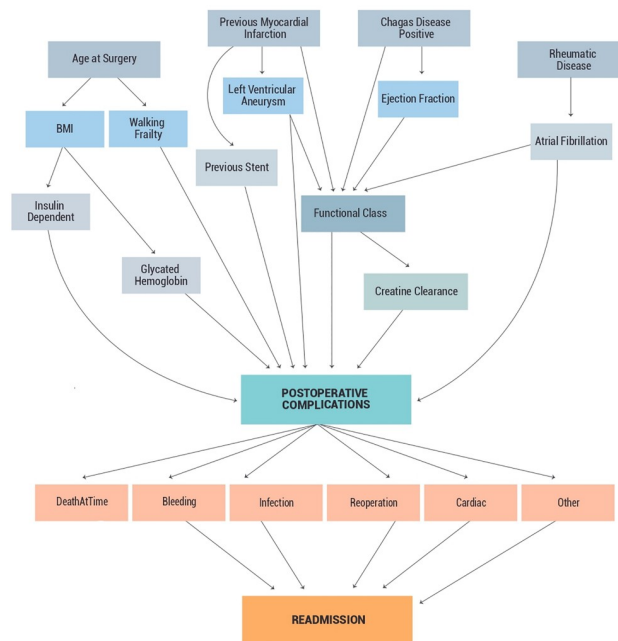 Previous Myocardial
Infarction
Chagas Disease
Positive
Age at Surgery
Rheumatic
Disease
Left Ventricular
Aneurysm
Ejection Fraction
BMI
Walking
Frailty
Atrial Fibrillation
Previous Stent
Insulin
Dependent
Functional Class
Glycated
Hemoglobin
Creatine Clearance
POSTOPERATIVE
COMPLICATIONS
DeathAtTime
Bleeding
Infection
Reoperation
Cardiac
Other
READMISSION